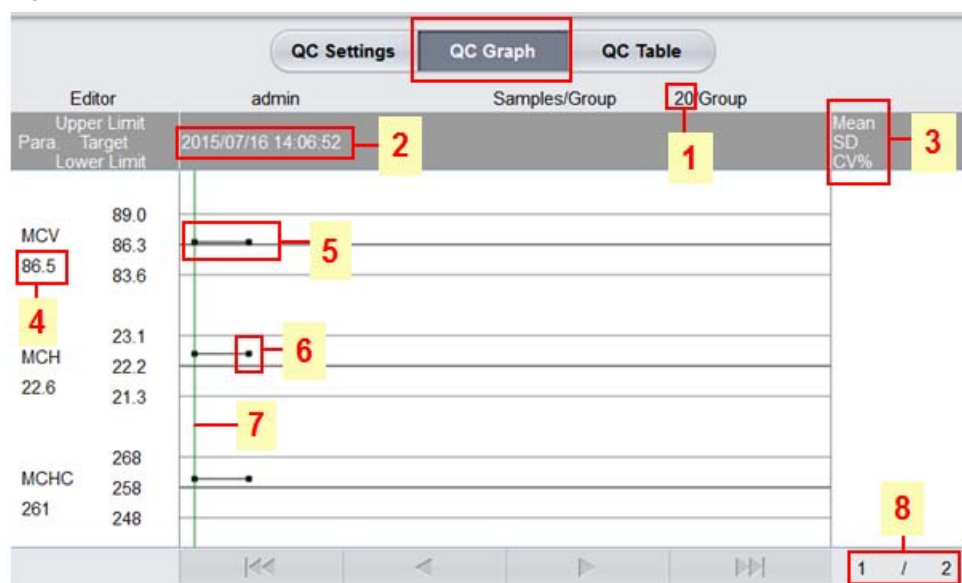 QC Settings QC Graph QC Table
Editor admin Samples/Group 20/Group
Upper Limit
Para. Target
Lower Limit
2015/07/16 14:06:52
2
1
Mean
SD
CV%
3
89.0
MCV
86.3
86.5
83.6
5
4
23.1
MCH
22.2
22.6
21.3
6
7
268
MCHC
258
261
248
8
1 / 2